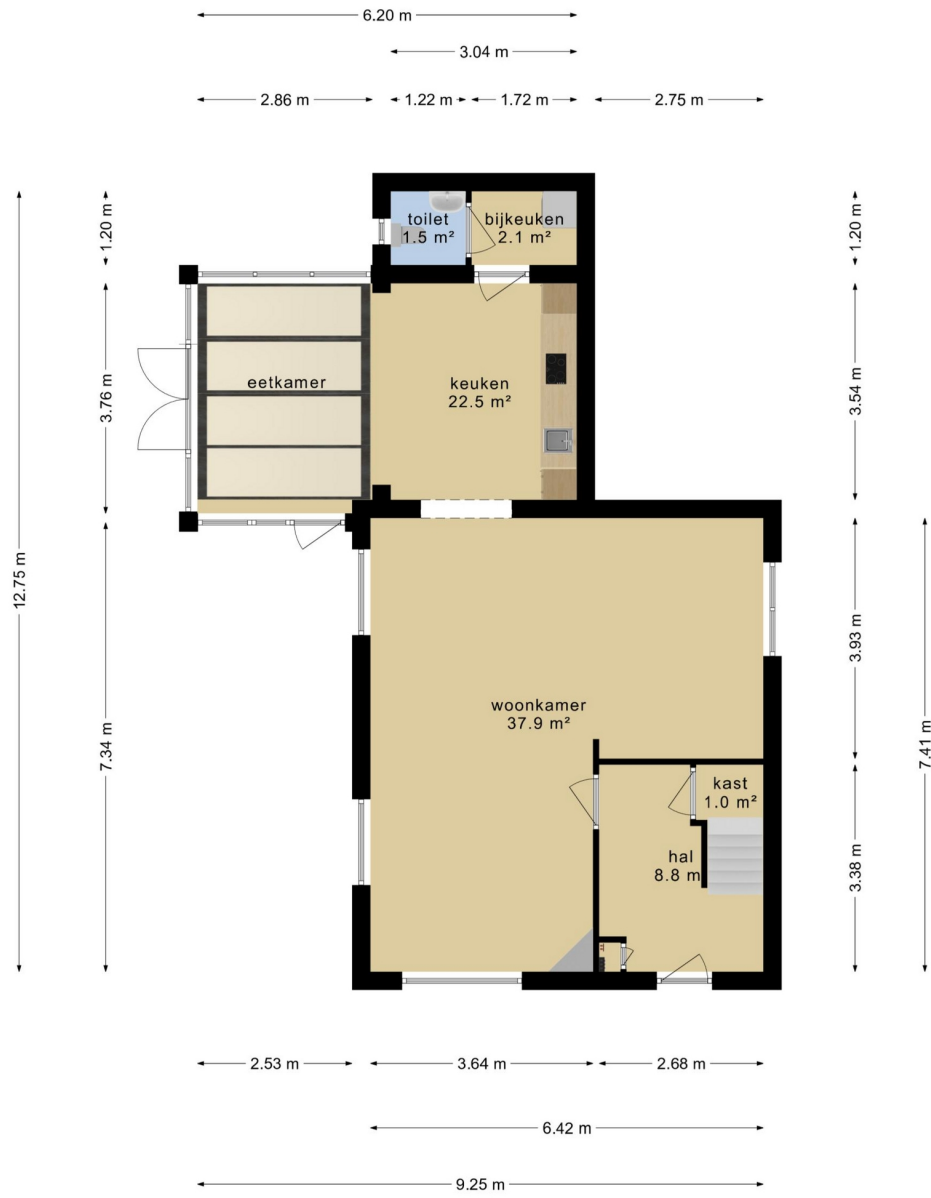 6.20 m
3.04 m
2.86 m
1.22 m
1.72 m
2.75 m
1.20 m
3.76 m
7.34 m
12.75 m
toilet
1.5 m²
bijkeuken
2.1 m²
eetkamer
keuken
22.5 m²
woonkamer
37.9 m²
kast
1.0 m²
hal
8.8 m
1.20 m
3.54 m
3.93 m
3.38 m
7.41 m
2.53 m
3.64 m
2.68 m
6.42 m
9.25 m